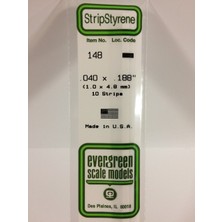 StripStyrene
Item No. Loc. Code
148
.040 x .188"
(1.0 x 4.8 mm)
10 Strips
Made in U.S.A.
evergreen
scale models
Des Plaines, IL 60018